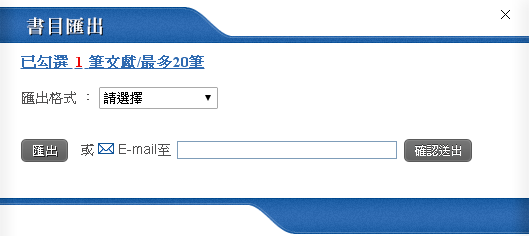 書目匯出
已勾選 1 筆文獻/最多20筆
匯出格式 : 請選擇
匯出 或 E-mail至 確認送出